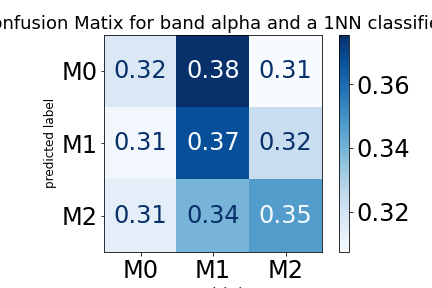 onfusion Matix for band alpha and a 1NN classifie
M0 0.32 0.38 0.31
M1 0.31 0.37 0.32
M2 0.31 0.34 0.35
M0 M1 M2
predicted label
0.36
0.34
0.32